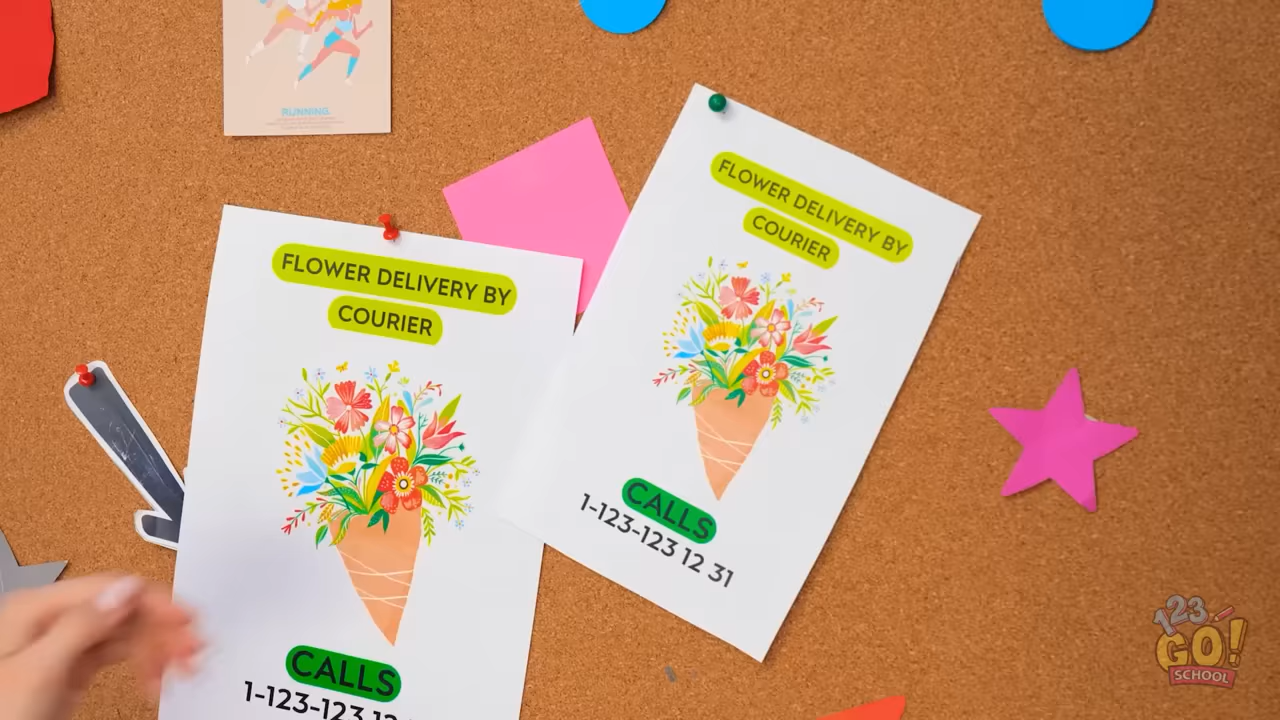 RUNNING
FLOWER DELIVERY BY
COURIER
CALLS
1-123-123 12
FLOWER DELIVERY BY
COURIER
CALLS
1-123-123 12 31
123
GO!
SCHOOL